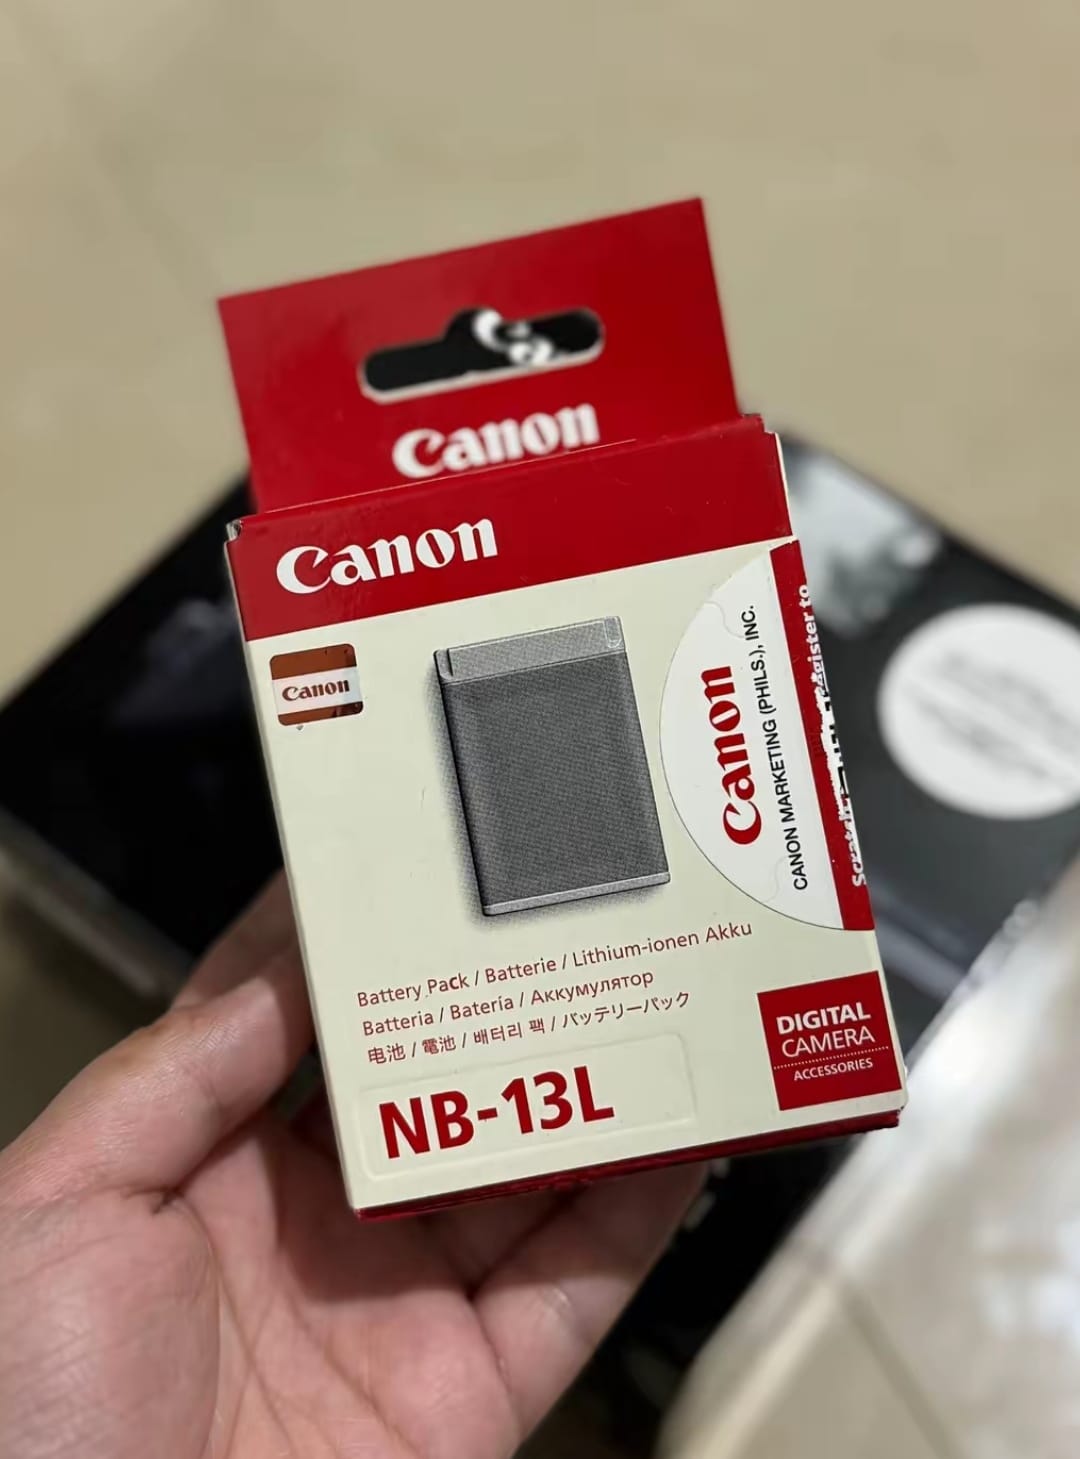 Canon
Canon
Canon
Canon
CANON MARKETING (PHILS.), INC.
register to
Battery Pack / Batterie / Lithium-ionen Akku
Batteria / Batería / Аккумулятор
电池 / 電池 / 배터리 팩 / バッテリーパック
NB-13L
DIGITAL
CAMERA
ACCESSORIES